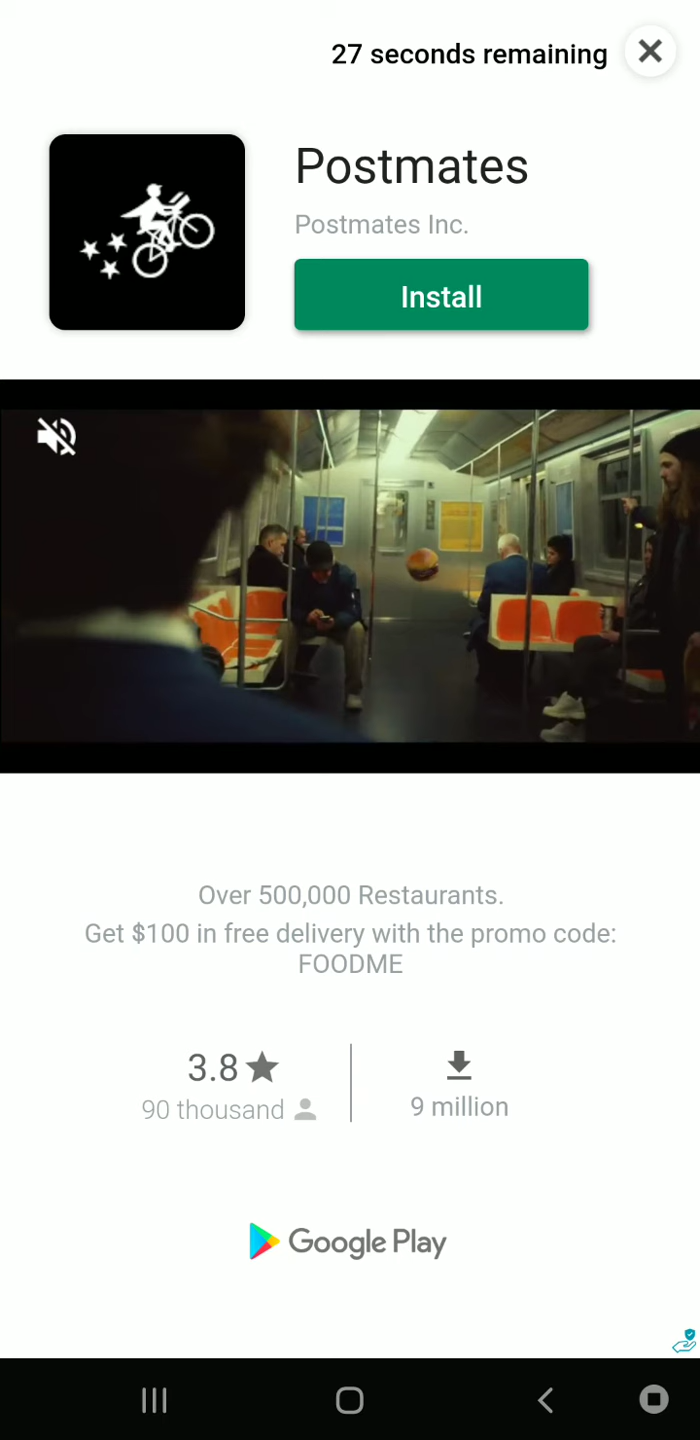 27 seconds remaining
Postmates
Postmates Inc.
Install
Over 500,000 Restaurants.
Get $100 in free delivery with the promo code:
FOODME
3.8
90 thousand
9 million
Google Play